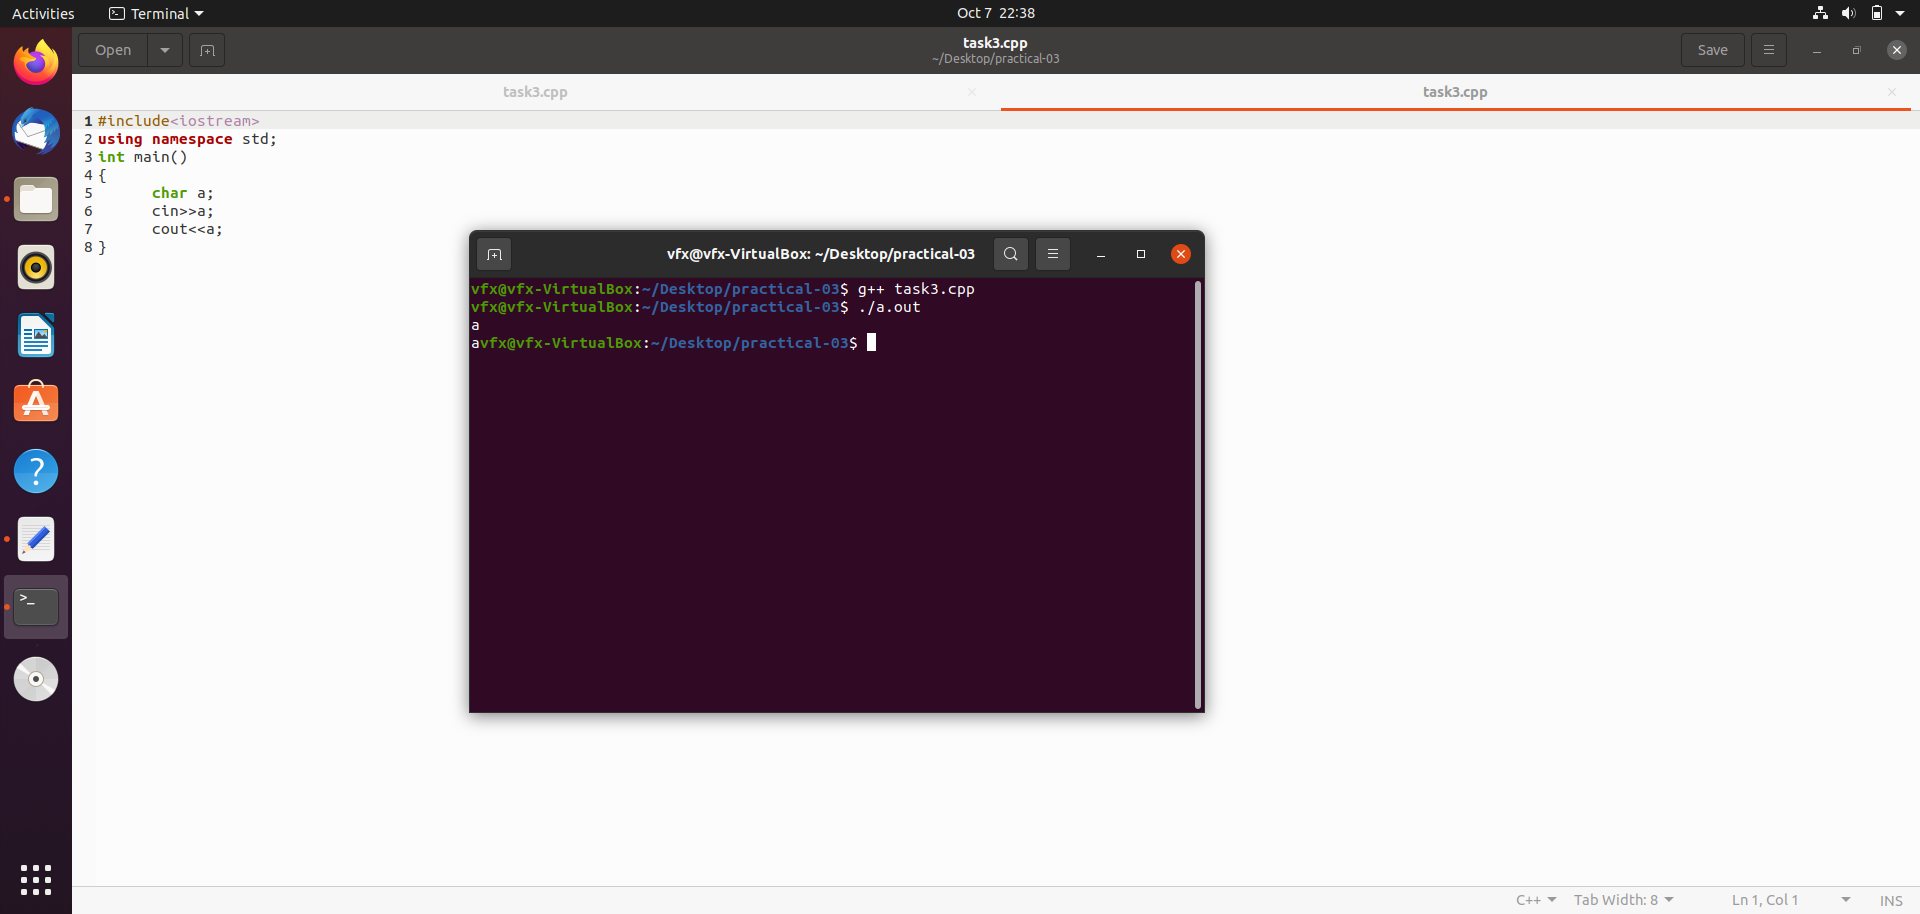 Activities
Terminal
Oct 7 22:38
Open
task3.cpp
~/Desktop/practical-03
Save
task3.cpp
task3.cpp
1 #include<iostream>
2 using namespace std;
3 int main()
4 {
5 char a;
6 cin>>a;
7 cout<<a;
8 }
vfx@vfx-VirtualBox: ~/Desktop/practical-03
vfx@vfx-VirtualBox:~/Desktop/practical-03$ g++ task3.cpp
vfx@vfx-VirtualBox:~/Desktop/practical-03$ ./a.out
a
avfx@vfx-VirtualBox:~/Desktop/practical-03$
C++
Tab Width: 8
Ln 1, Col 1
INS